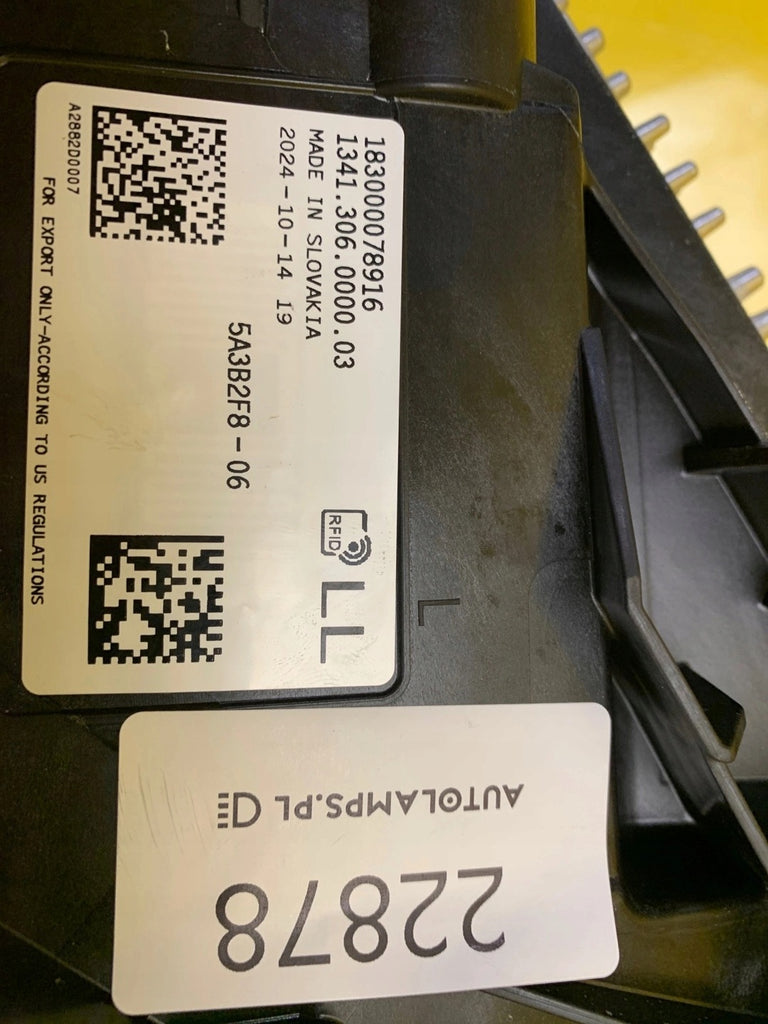 183000078916
1341.306.0000.03
MADE IN SLOVAKIA
2024-10-14 19
5A3B2F8-06
RFID
LL
A2882D0007
FOR EXPORT ONLY-ACCORDING TO US REGULATIONS
L
AUTOLAMPS.PL
22878